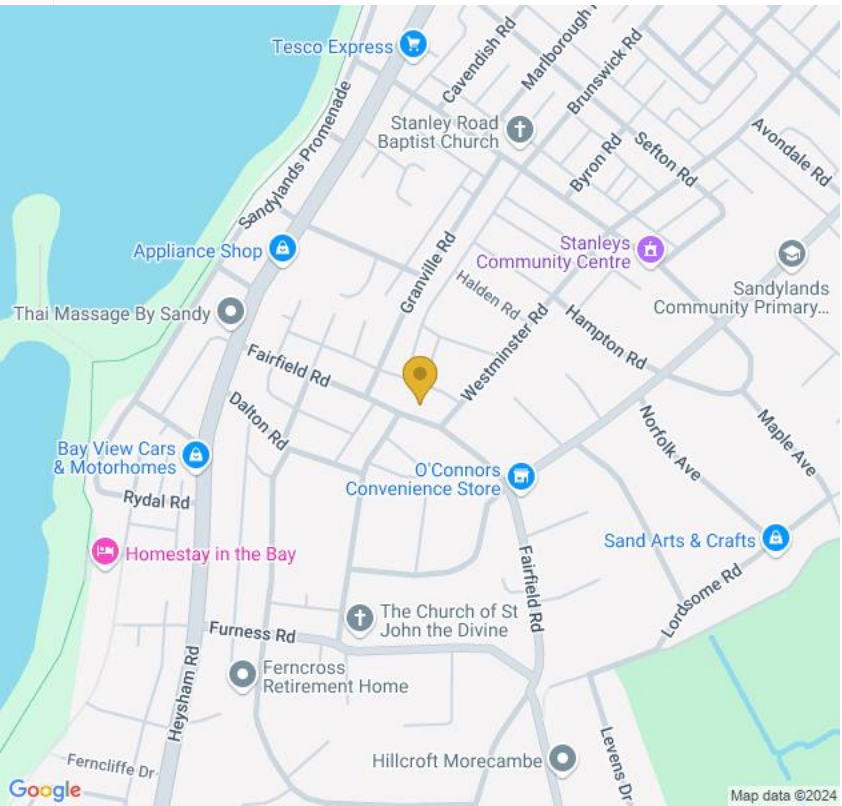 Tesco Express
Cavendish Rd
Marlborough
Brunswick Rd
Stanley Road
Baptist Church
Avondale Rd
Sefton Rd
Byron Rd
Sandylands Promenade
Appliance Shop
Granville Rd
Stanleys
Community Centre
Sandylands
Community Primary...
Halden Rd
Thai Massage By Sandy
Hampton Rd
Westminster Rd
Fairfield Rd
Dalton Rd
Norfolk Ave
Maple Ave
Bay View Cars
& Motorhomes
O'Connors
Convenience Store
Rydal Rd
Sand Arts & Crafts
Homestay in the Bay
Fairfield Rd
Lordsome Rd
The Church of St
John the Divine
Furness Rd
Heysham Rd
Ferncross
Retirement Home
Levens Dr
Hillcroft Morecambe
Ferncliffe Dr
Google
Map data ©2024